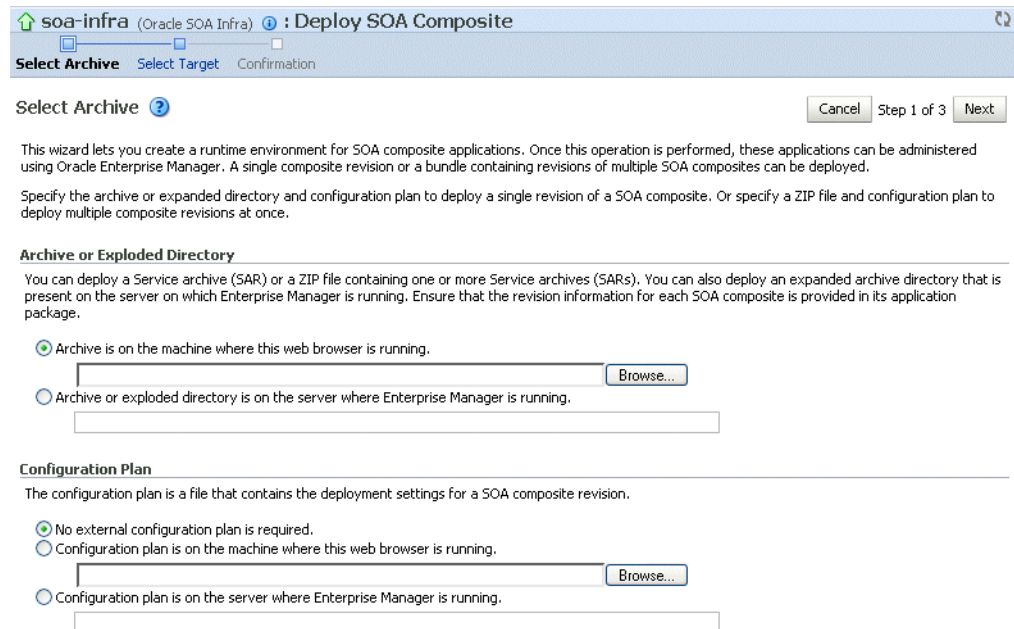 soa-infra (Oracle SOA Infra) : Deploy SOA Composite
Select Archive Select Target Confirmation
Select Archive
Cancel Step 1 of 3 Next
This wizard lets you create a runtime environment for SOA composite applications. Once this operation is performed, these applications can be administered
using Oracle Enterprise Manager. A single composite revision or a bundle containing revisions of multiple SOA composites can be deployed.
Specify the archive or expanded directory and configuration plan to deploy a single revision of a SOA composite. Or specify a ZIP file and configuration plan to
deploy multiple composite revisions at once.
Archive or Exploded Directory
You can deploy a Service archive (SAR) or a ZIP file containing one or more Service archives (SARs). You can also deploy an expanded archive directory that is
present on the server on which Enterprise Manager is running. Ensure that the revision information for each SOA composite is provided in its application
package.
Archive is on the machine where this web browser is running.
Browse...
Archive or exploded directory is on the server where Enterprise Manager is running.
Configuration Plan
The configuration plan is a file that contains the deployment settings for a SOA composite revision.
No external configuration plan is required.
Configuration plan is on the machine where this web browser is running.
Browse...
Configuration plan is on the server where Enterprise Manager is running.